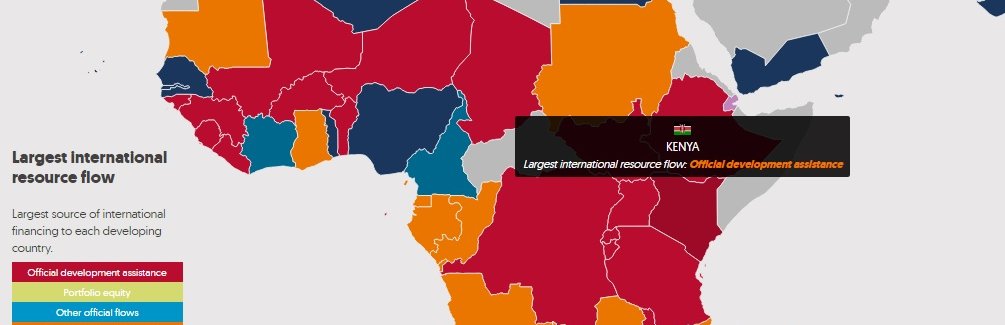 KENYA
Largest international resource flow: Official development assistance
Largest international
resource flow
Largest source of international
financing to each developing
country.
Official development assistance
Portfolio equity
Other official flows